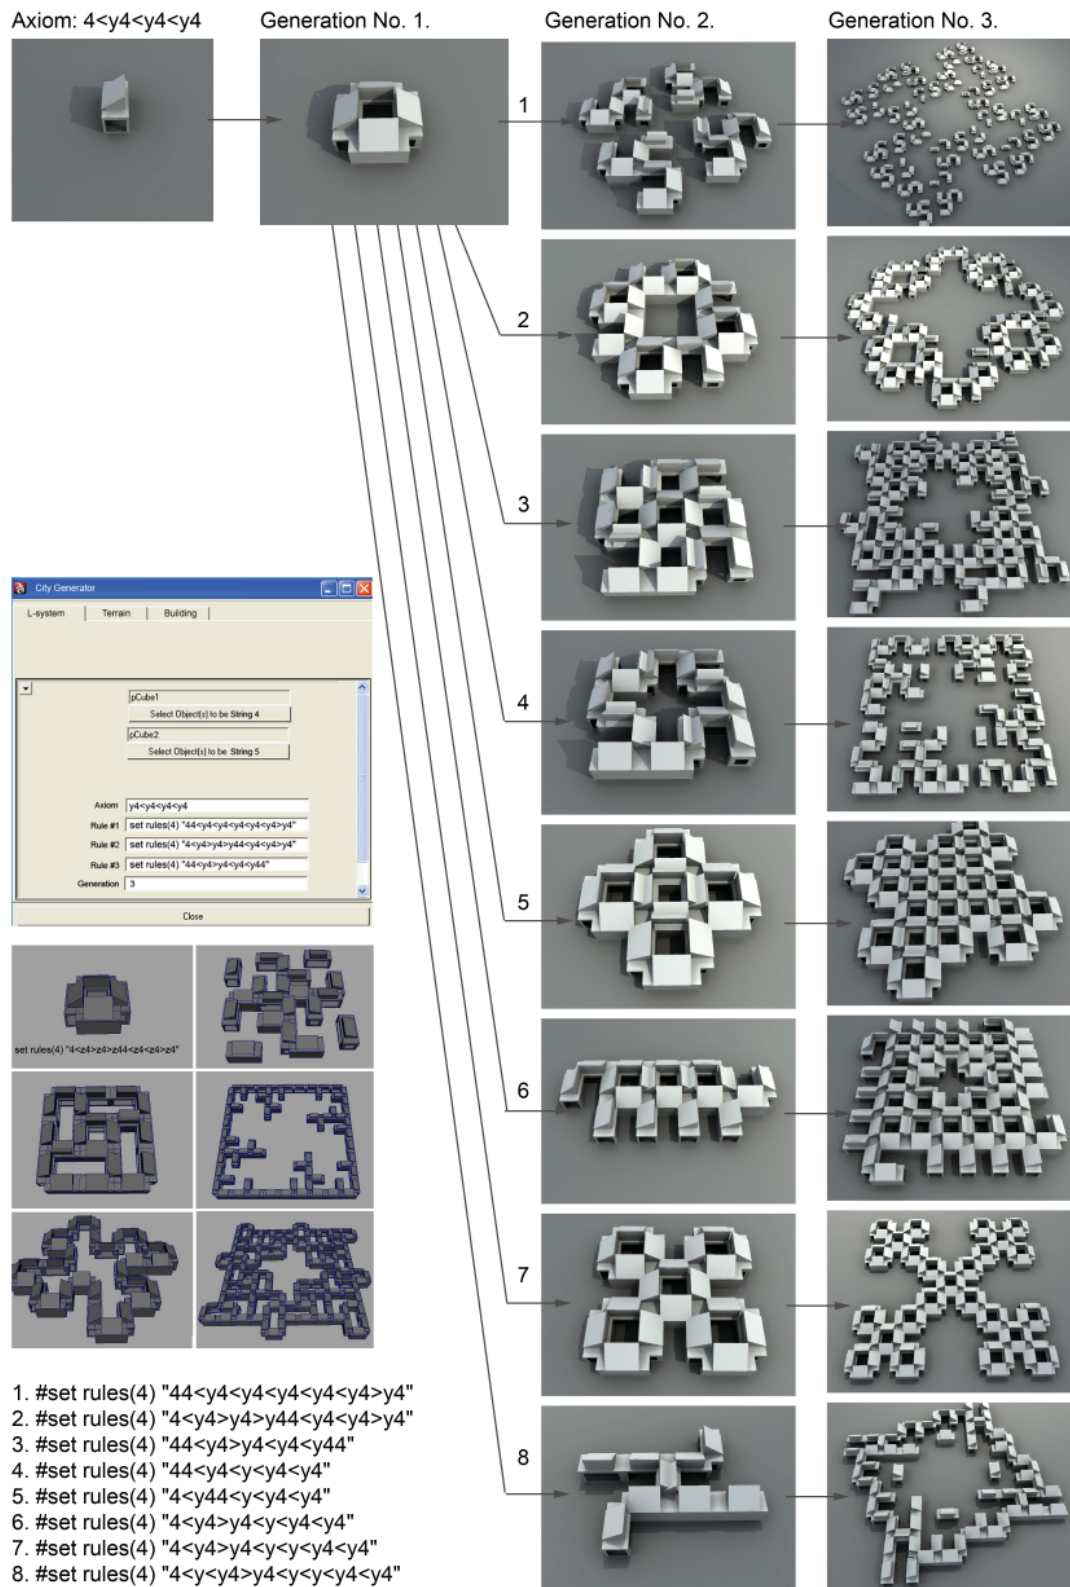 Axiom: 4<y4<y4<y4
Generation No. 1.
Generation No. 2.
Generation No. 3.
1
2
3
4
5
6
7
8
City Generator
L-system
Terrain
Building
pCube1
Select Object(s) to be String 4
pCube2
Select Object(s) to be String 5
Axiom y4<y4<y4<y4
Rule #1 set rules(4) "44<y4<y4<y4<y4<y4>y4"
Rule #2 set rules(4) "4<y4>y4>y44<y4<y4>y4"
Rule #3 set rules(4) "44<y4>y4<y4<y44"
Generation 3
Close
set rules(4) "4<z4>z4>z44<z4<z4>z4"
1. #set rules(4) "44<y4<y4<y4<y4<y4>y4"
2. #set rules(4) "4<y4>y4>y44<y4<y4>y4"
3. #set rules(4) "44<y4>y4<y4<y44"
4. #set rules(4) "44<y4<y<y4<y4"
5. #set rules(4) "4<y44<y<y4<y4"
6. #set rules(4) "4<y4>y4<y<y4<y4"
7. #set rules(4) "4<y4>y4<y<y<y4<y4"
8. #set rules(4) "4<y<y4>y4<y<y<y4<y4"